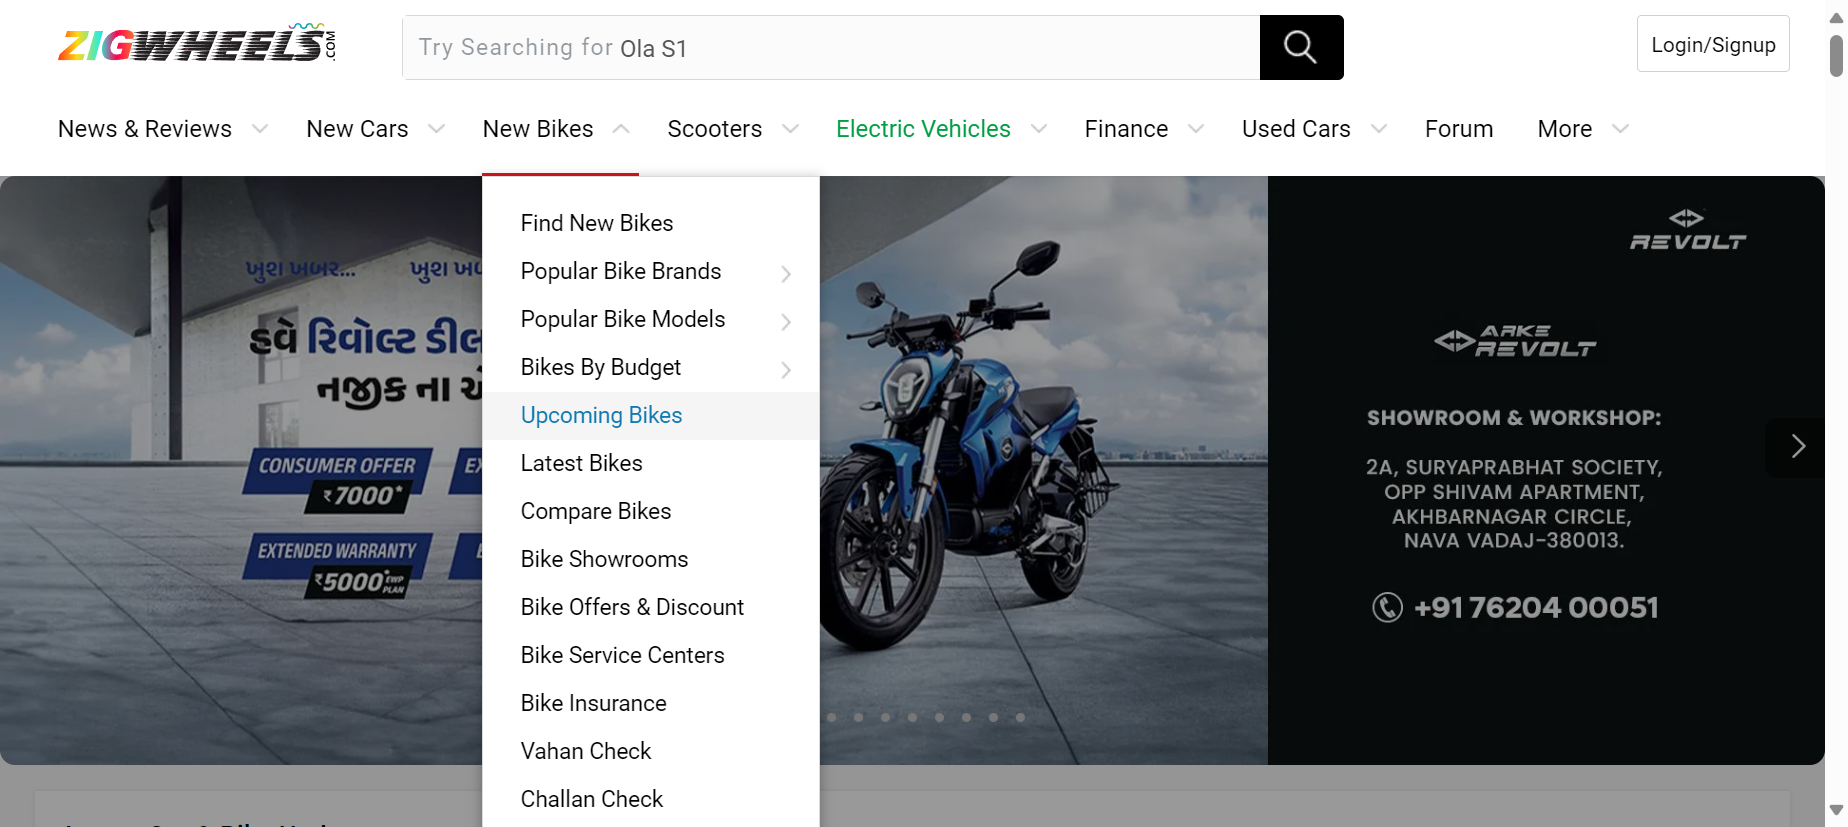 ZIGWHEELS.COM
Try Searching for Ola S1
Login/Signup
News & Reviews
New Cars
New Bikes
Scooters
Electric Vehicles
Finance
Used Cars
Forum
More
Find New Bikes
Popular Bike Brands
Popular Bike Models
Bikes By Budget
Upcoming Bikes
Latest Bikes
Compare Bikes
Bike Showrooms
Bike Offers & Discount
Bike Service Centers
Bike Insurance
Vahan Check
Challan Check
ખુશ ખબર...
ખુશ
હવે રિવોલ્ટ ડીલ
નજીક ના
CONSUMER OFFER
₹7000*
EXTENDED WARRANTY
₹5000* EWP PLAN
REVOLT
ARKE
REVOLT
SHOWROOM & WORKSHOP:
2A, SURYAPRABHAT SOCIETY,
OPP SHIVAM APARTMENT,
AKHBARNAGAR CIRCLE,
NAVA VADAJ-380013.
+91 76204 00051